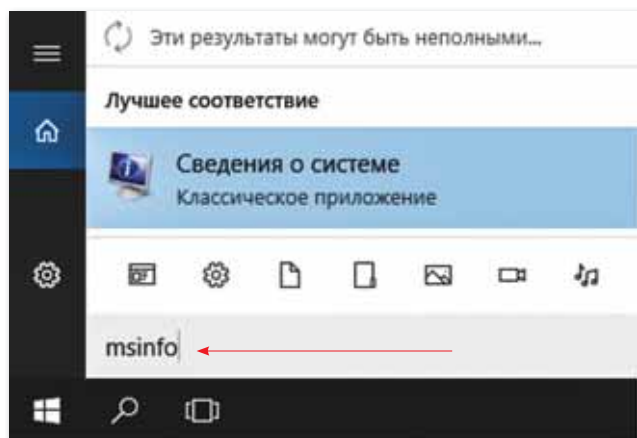 Эти результаты могут быть неполными...
Лучшее соответствие
Сведения о системе
Классическое приложение
msinfo